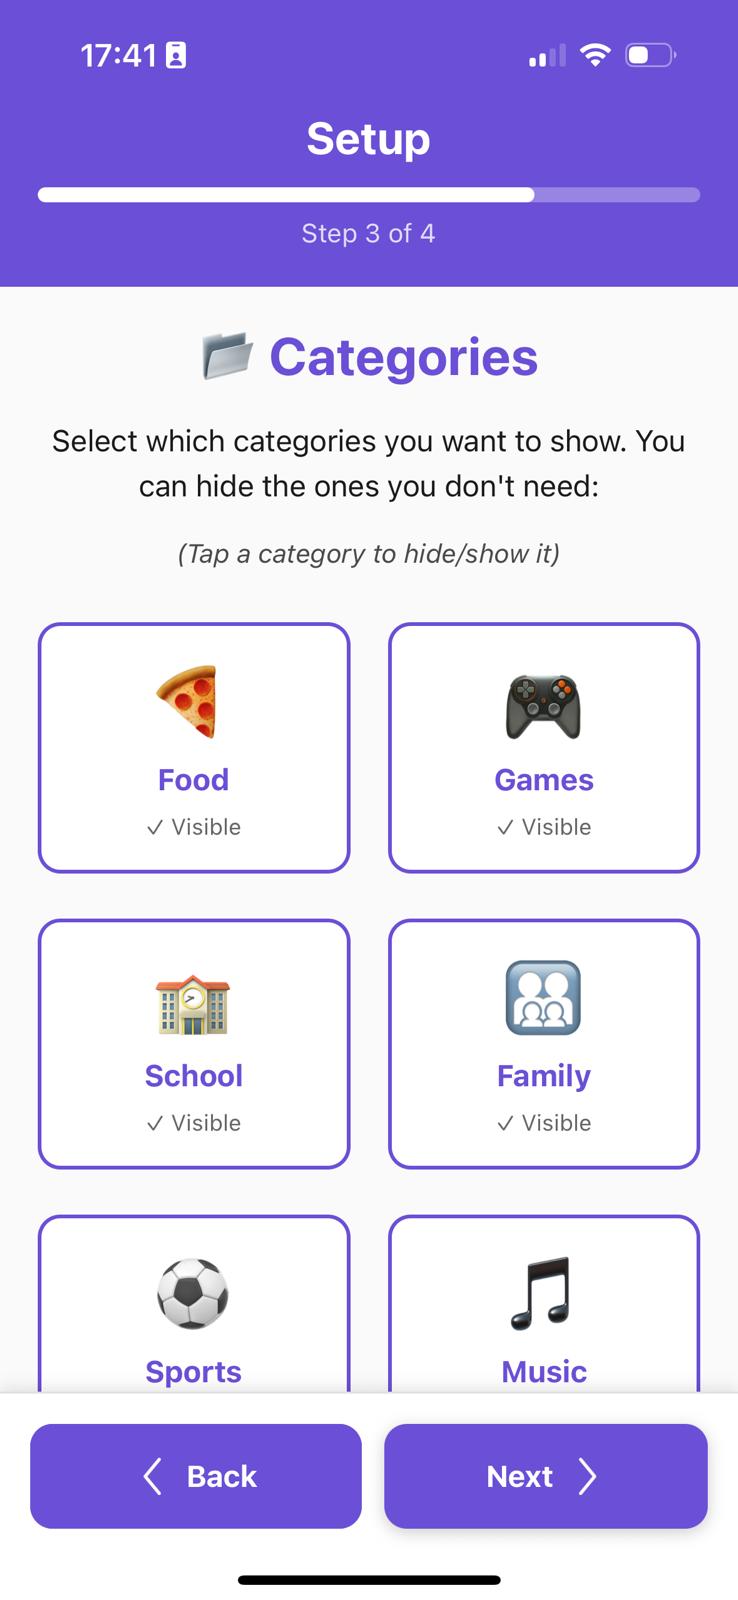 17:41
Setup
Step 3 of 4
Categories
Select which categories you want to show. You
can hide the ones you don't need:
(Tap a category to hide/show it)
Food
✓ Visible
Games
✓ Visible
School
✓ Visible
Family
✓ Visible
Sports
Music
Back
Next